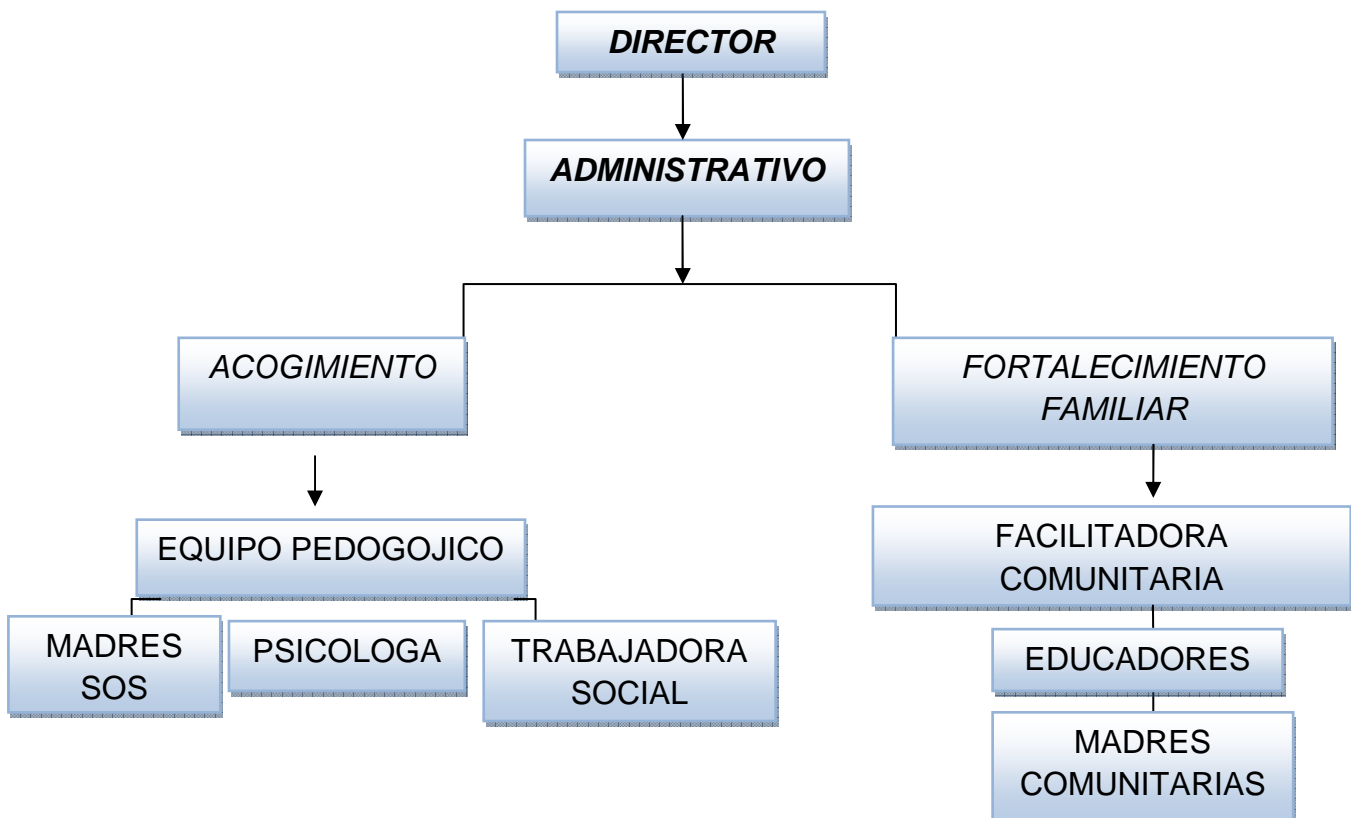 DIRECTOR
ADMINISTRATIVO
ACOGIMIENTO
FORTALECIMIENTO
FAMILIAR
EQUIPO PEDOGOJICO
FACILITADORA
COMUNITARIA
MADRES
SOS
PSICOLOGA
TRABAJADORA
SOCIAL
EDUCADORES
MADRES
COMUNITARIAS